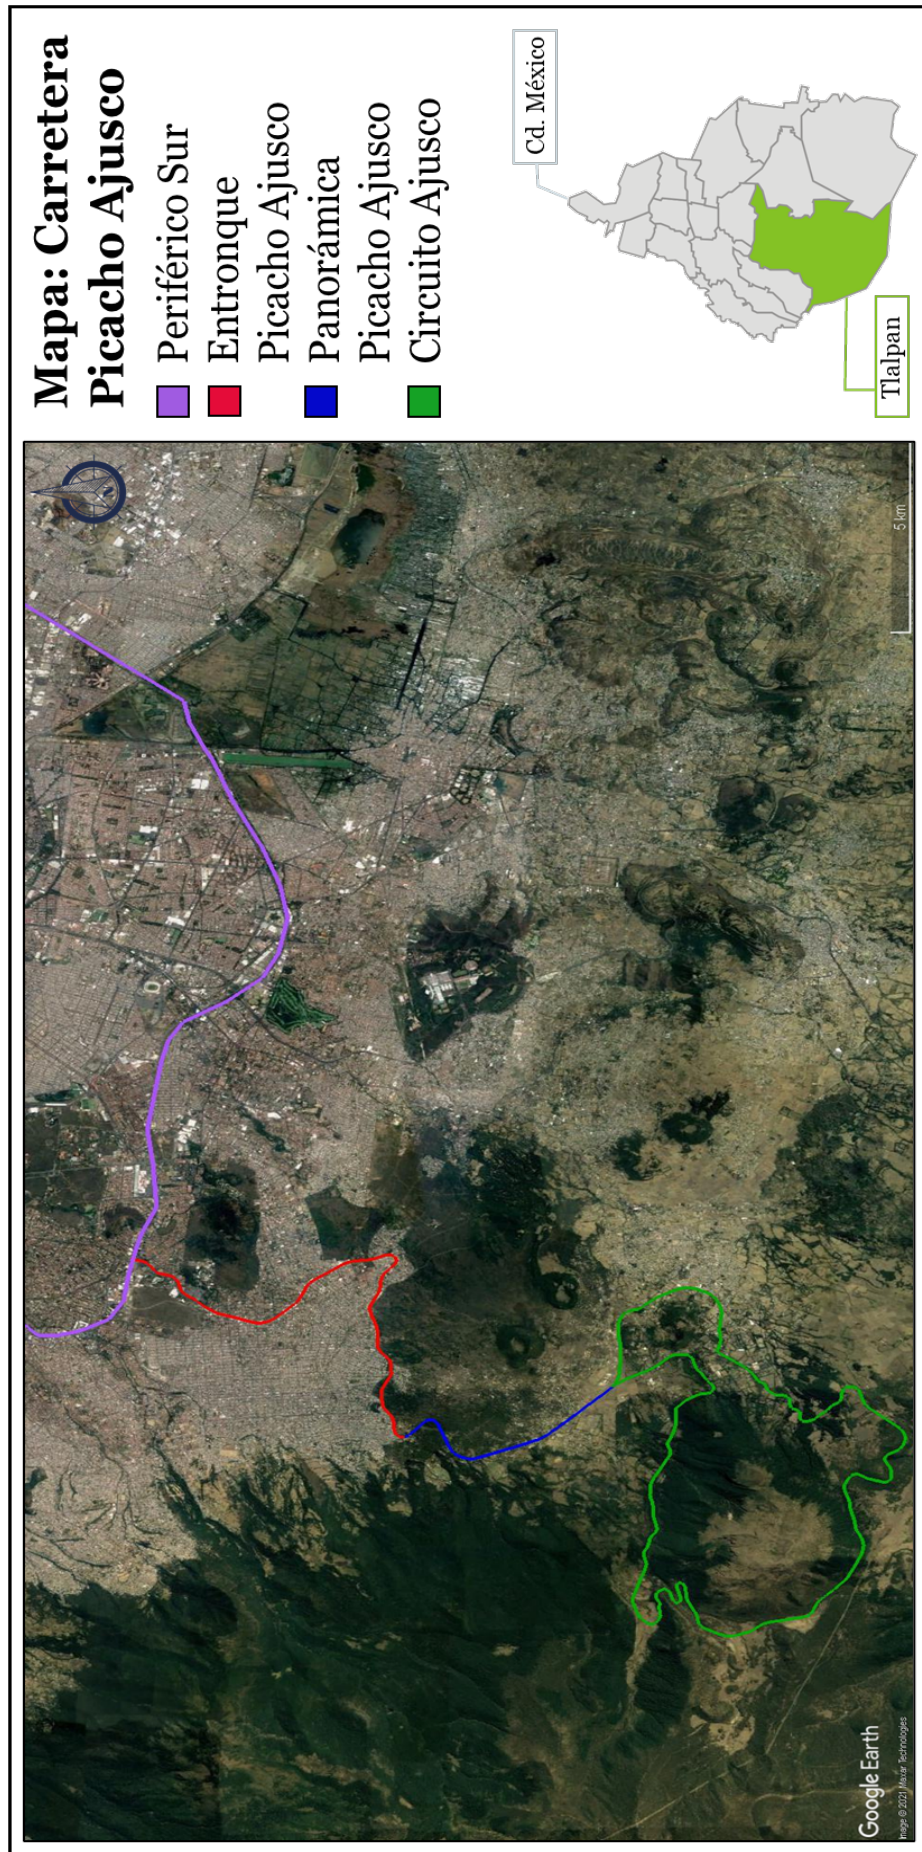 Mapa: Carretera
Picacho Ajusco
Periférico Sur
Entronque
Picacho Ajusco
Panorámica
Picacho Ajusco
Circuito Ajusco
Cd. México
Tlalpan
N
5 km
Google Earth
Image © 2021 Maxar Technologies